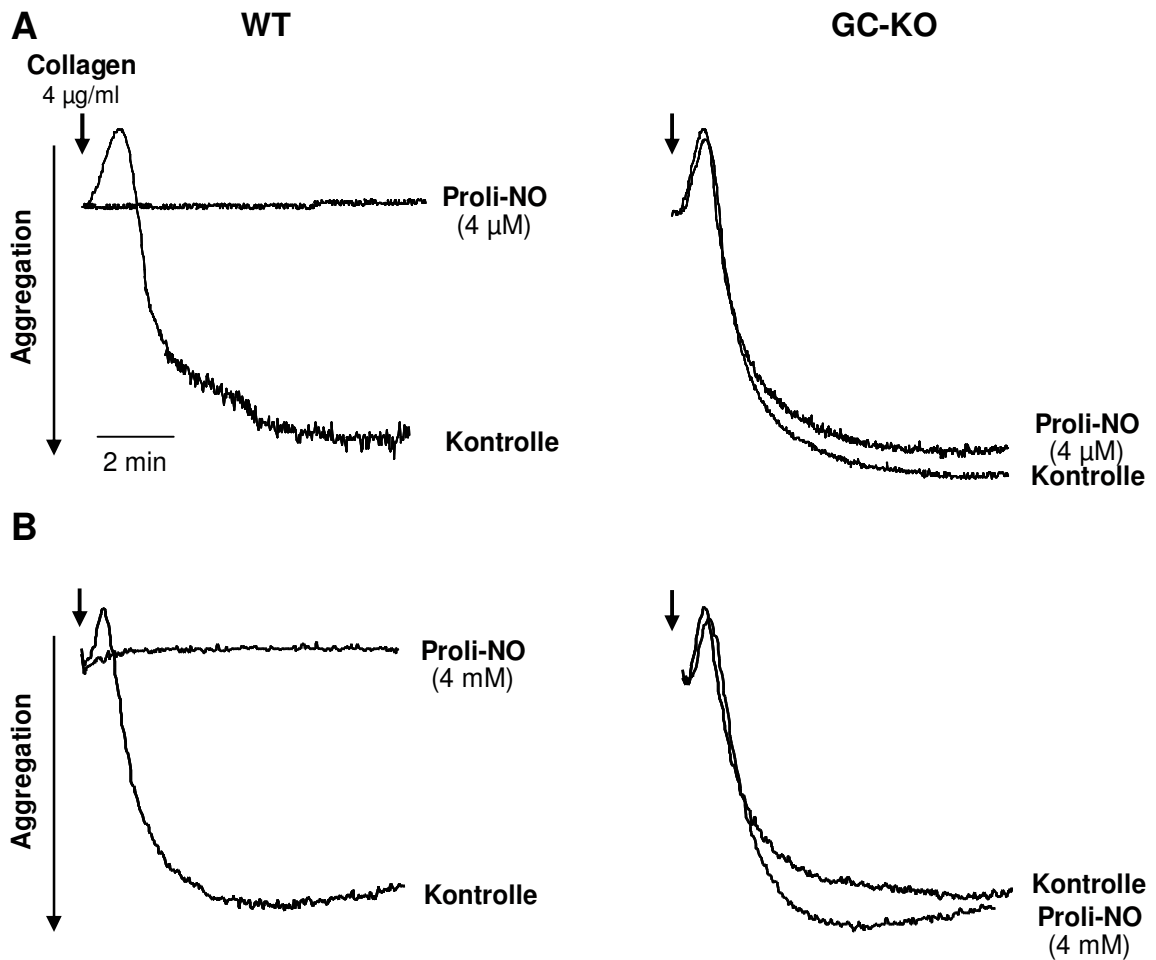 A
WT
GC-KO
Collagen
4 µg/ml
Aggregation
Proli-NO
(4 µM)
Kontrolle
2 min
Proli-NO
(4 µM)
Kontrolle
B
Aggregation
Proli-NO
(4 mM)
Kontrolle
Kontrolle
Proli-NO
(4 mM)